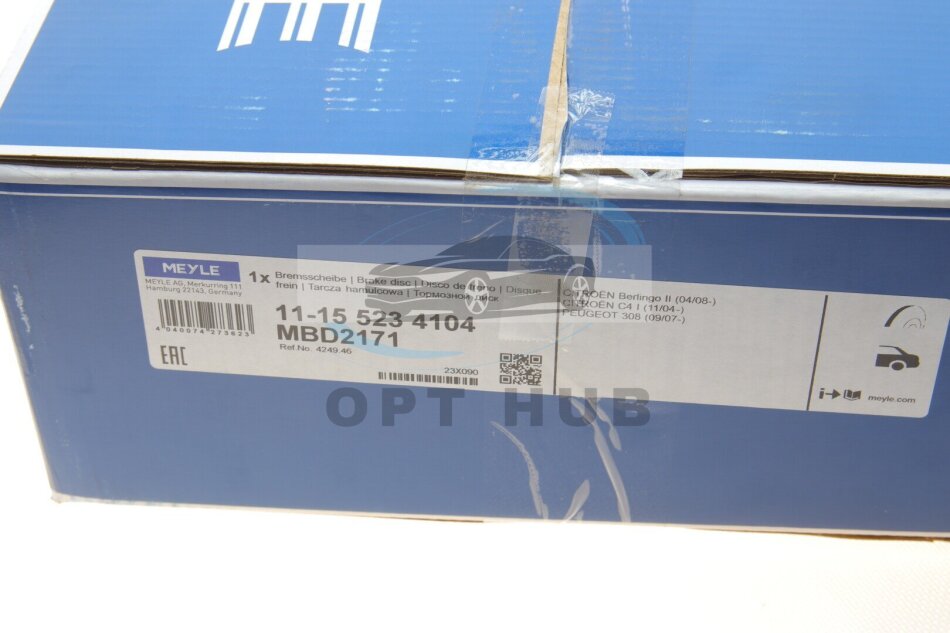 MEYLE
MEYLE AG, Merkurring 111
Hamburg 22143, Germany
4 040074 273623
EAC
1x Bremsscheibe | Brake disc | Disco de freno | Disque
frein | Tarcza hamulcowa | Тормозной диск
11-15 523 4104
MBD2171
Ref No. 4249.46
23X090
CITROËN Berlingo II (04/08-)
CITROËN C4 I (11/04-)
PEUGEOT 308 (09/07-)
meyle.com
OPT HUB